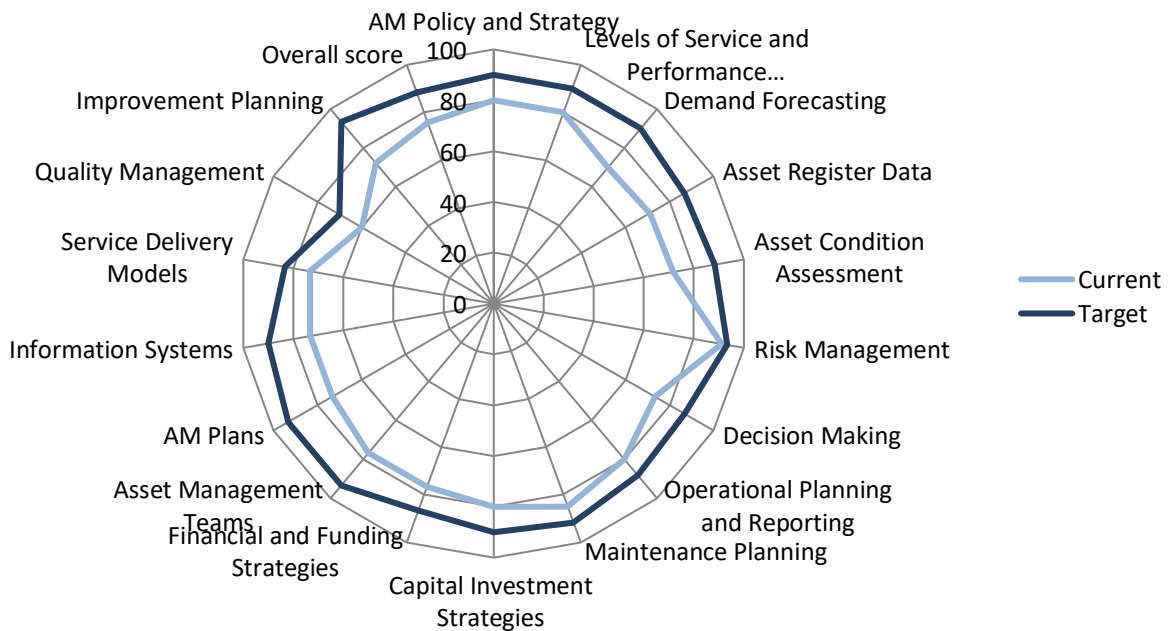 AM Policy and Strategy
Levels of Service and
Performance...
Demand Forecasting
Asset Register Data
Asset Condition
Assessment
Risk Management
Decision Making
Operational Planning
and Reporting
Maintenance Planning
Capital Investment
Strategies
Financial and Funding
Strategies
Asset Management
Teams
AM Plans
Information Systems
Service Delivery
Models
Quality Management
Improvement Planning
Overall score
100
80
60
40
20
0
Current
Target